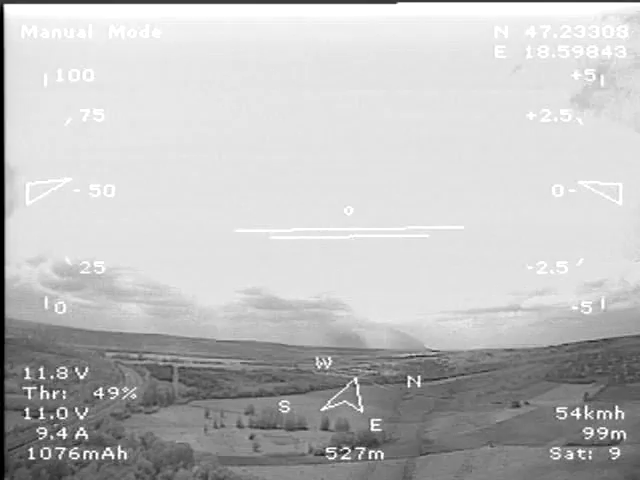 Manual Mode
N 47.23308
E 18.59843
100
+5
75
+2.5
50
0
25
-2.5
0
-5
W
N
S
E
11.8 V
Thr: 49%
11.0 V
9.4 A
1076mAh
527m
54kmh
99m
Sat: 9